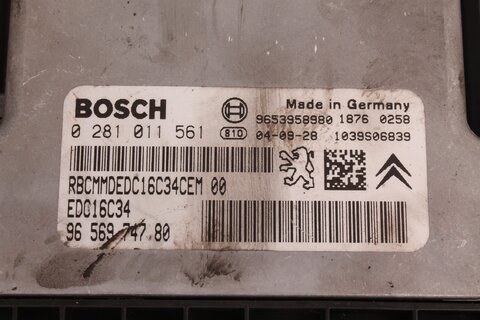 BOSCH
Made in Germany
9653958980 1876 0258
0 281 011 561 810 04-09-28 1039S06839
RBCMMDEDC16C34CEM 00
EDC16C34
96 569 747 80